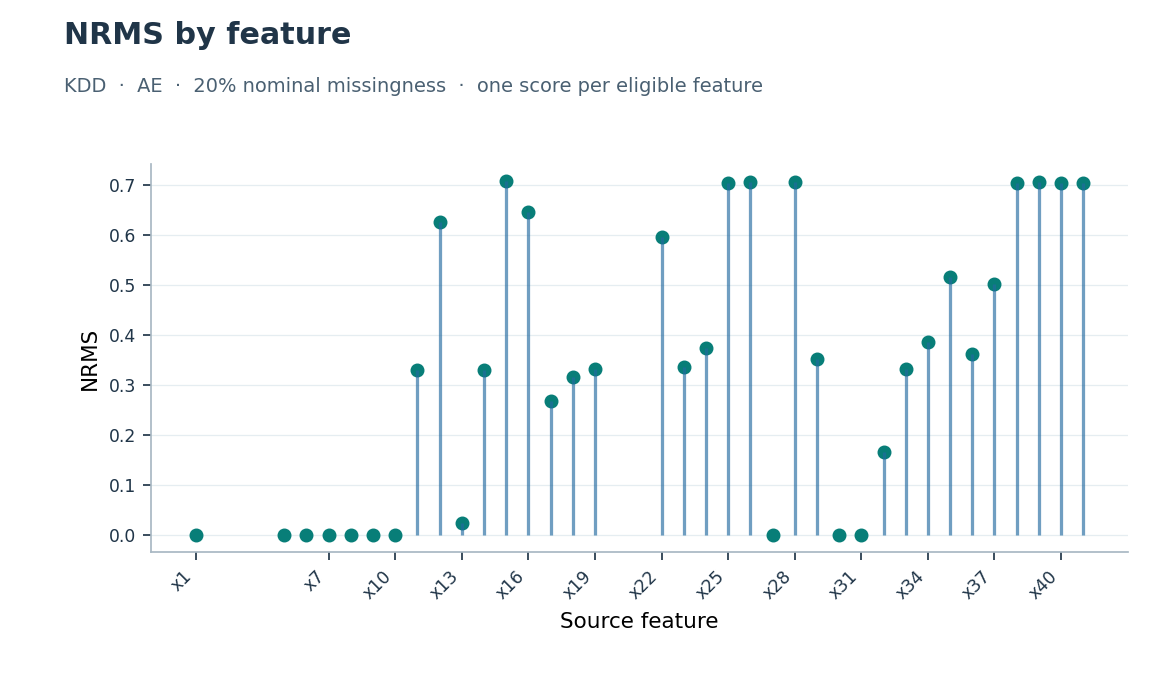 NRMS by feature
KDD · AE · 20% nominal missingness · one score per eligible feature
0.7
0.6
0.5
0.4
0.3
0.2
0.1
0.0
NRMS
x1 x7 x10 x13 x16 x19 x22 x25 x28 x31 x34 x37 x40
Source feature